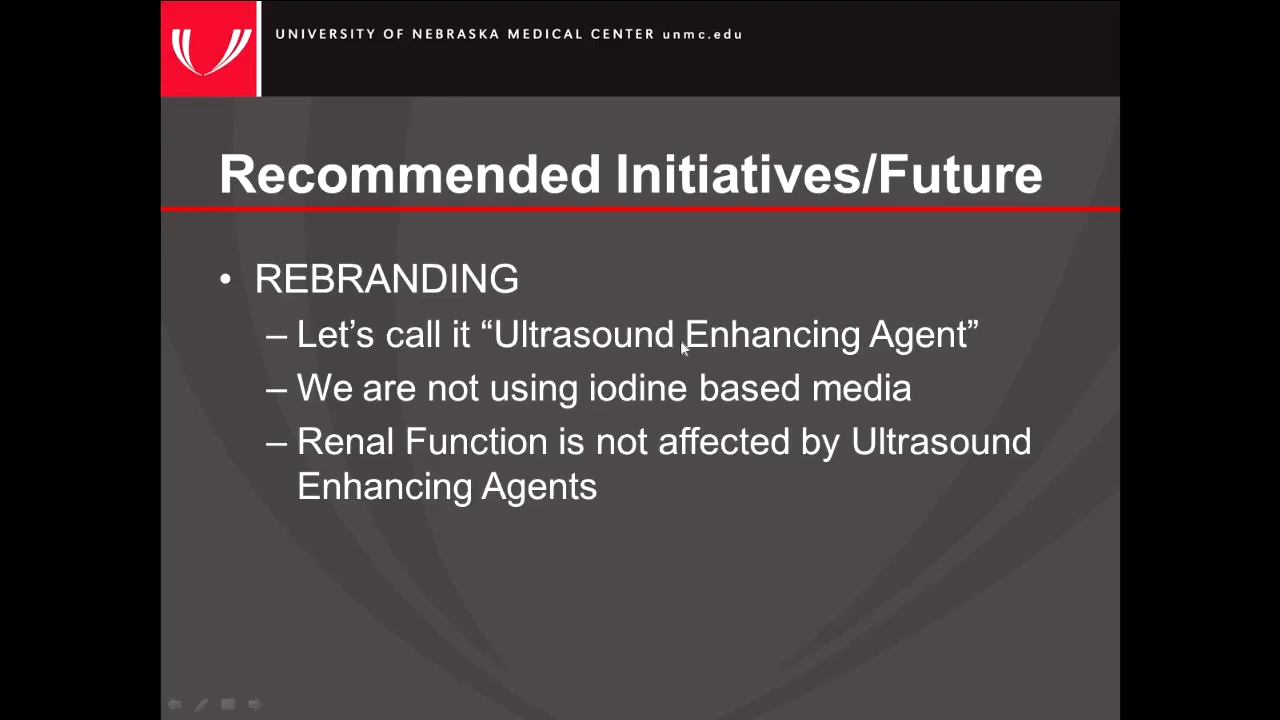 UNIVERSITY OF NEBRASKA MEDICAL CENTER unmc.edu
Recommended Initiatives/Future
• REBRANDING
– Let’s call it “Ultrasound Enhancing Agent”
– We are not using iodine based media
– Renal Function is not affected by Ultrasound
Enhancing Agents